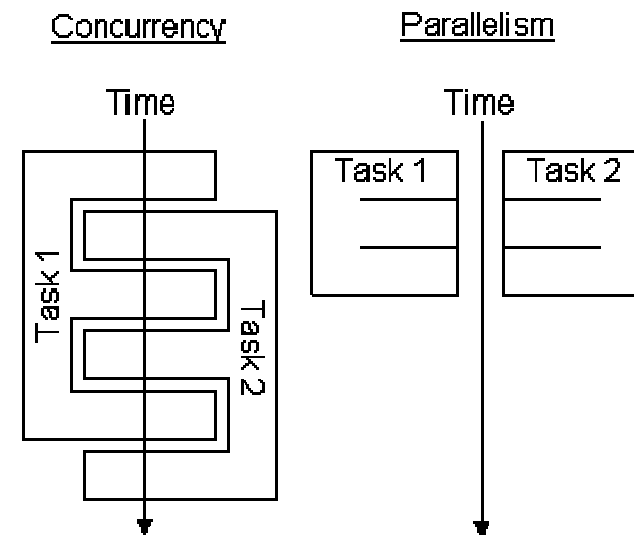 Concurrency
Time
Task 1
Task 2
Parallelism
Time
Task 1
Task 2